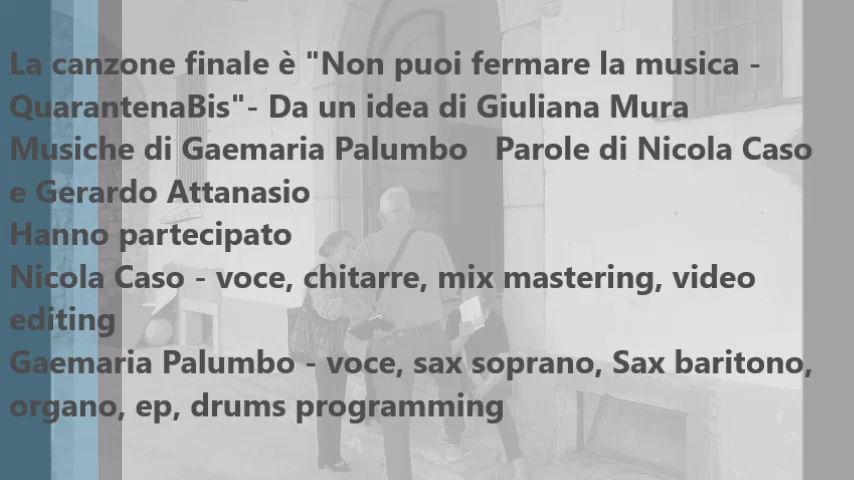 La canzone finale è "Non puoi fermare la musica -
QuarantenaBis"- Da un idea di Giuliana Mura
Musiche di Gaemaria Palumbo   Parole di Nicola Caso
e Gerardo Attanasio
Hanno partecipato
Nicola Caso - voce, chitarre, mix mastering, video
editing
Gaemaria Palumbo - voce, sax soprano, Sax baritono,
organo, ep, drums programming